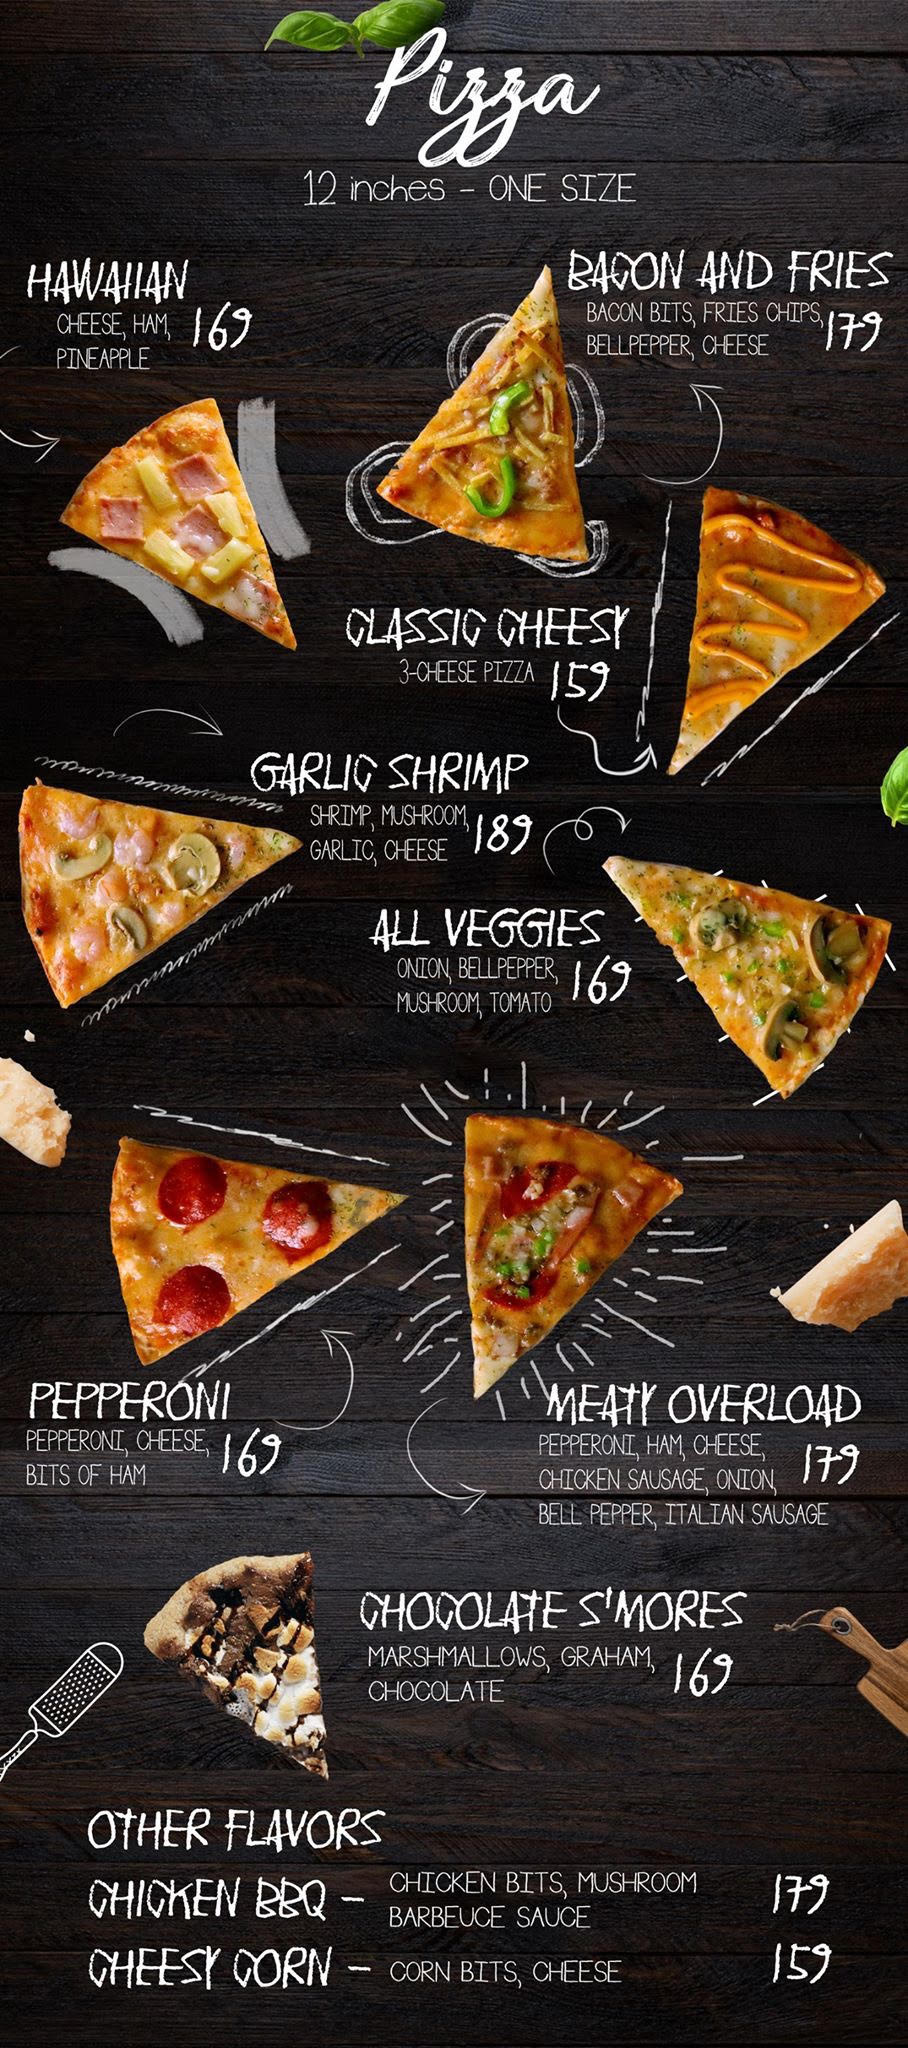 Pizza
12 inches - ONE SIZE
HAWAIIAN
CHEESE, HAM,
PINEAPPLE
169
BACON AND FRIES
BACON BITS, FRIES CHIPS,
BELLPEPPER, CHEESE
179
CLASSIC CHEESY
3-CHEESE PIZZA
159
GARLIC SHRIMP
SHRIMP, MUSHROOM,
GARLIC, CHEESE
189
ALL VEGGIES
ONION, BELLPEPPER,
MUSHROOM, TOMATO
169
PEPPERONI
PEPPERONI, CHEESE,
BITS OF HAM
169
MEATY OVERLOAD
PEPPERONI, HAM, CHEESE,
CHICKEN SAUSAGE, ONION,
BELL PEPPER, ITALIAN SAUSAGE
179
CHOCOLATE S'MORES
MARSHMALLOWS, GRAHAM,
CHOCOLATE
169
OTHER FLAVORS
CHICKEN BBQ - CHICKEN BITS, MUSHROOM
BARBEUCE SAUCE
179
CHEESY CORN - CORN BITS, CHEESE 159